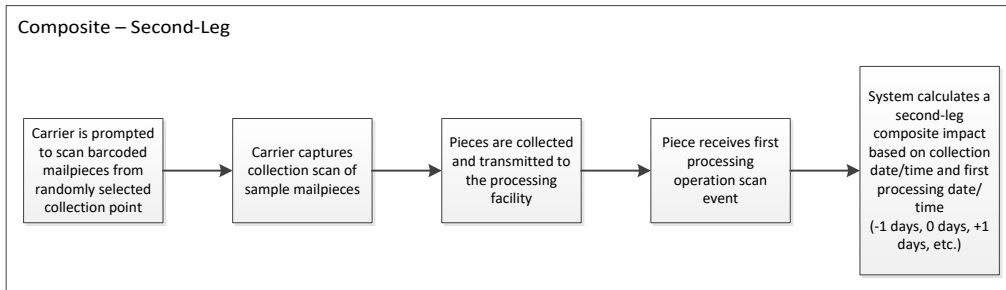 Composite – Second-Leg
Carrier is prompted
to scan barcoded
mailpieces from
randomly selected
collection point
Carrier captures
collection scan of
sample mailpieces
Pieces are collected
and transmitted to
the processing
facility
Piece receives first
processing
operation scan
event
System calculates a
second-leg
composite impact
based on collection
date/time and first
processing date/
time
(-1 days, 0 days, +1
days, etc.)